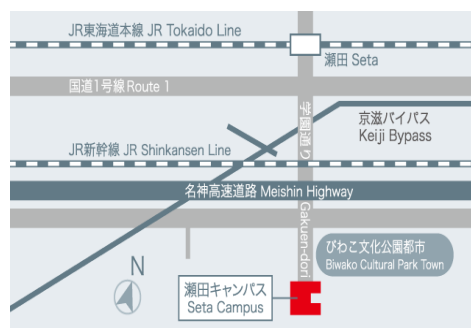 JR東海道本線 JR Tokaido Line
瀬田 Seta
国道1号線 Route 1
学園通り Gakuen-dori
京滋バイパス
Keiji Bypass
JR新幹線 JR Shinkansen Line
名神高速道路 Meishin Highway
びわこ文化公園都市
Biwako Cultural Park Town
N
瀬田キャンパス
Seta Campus